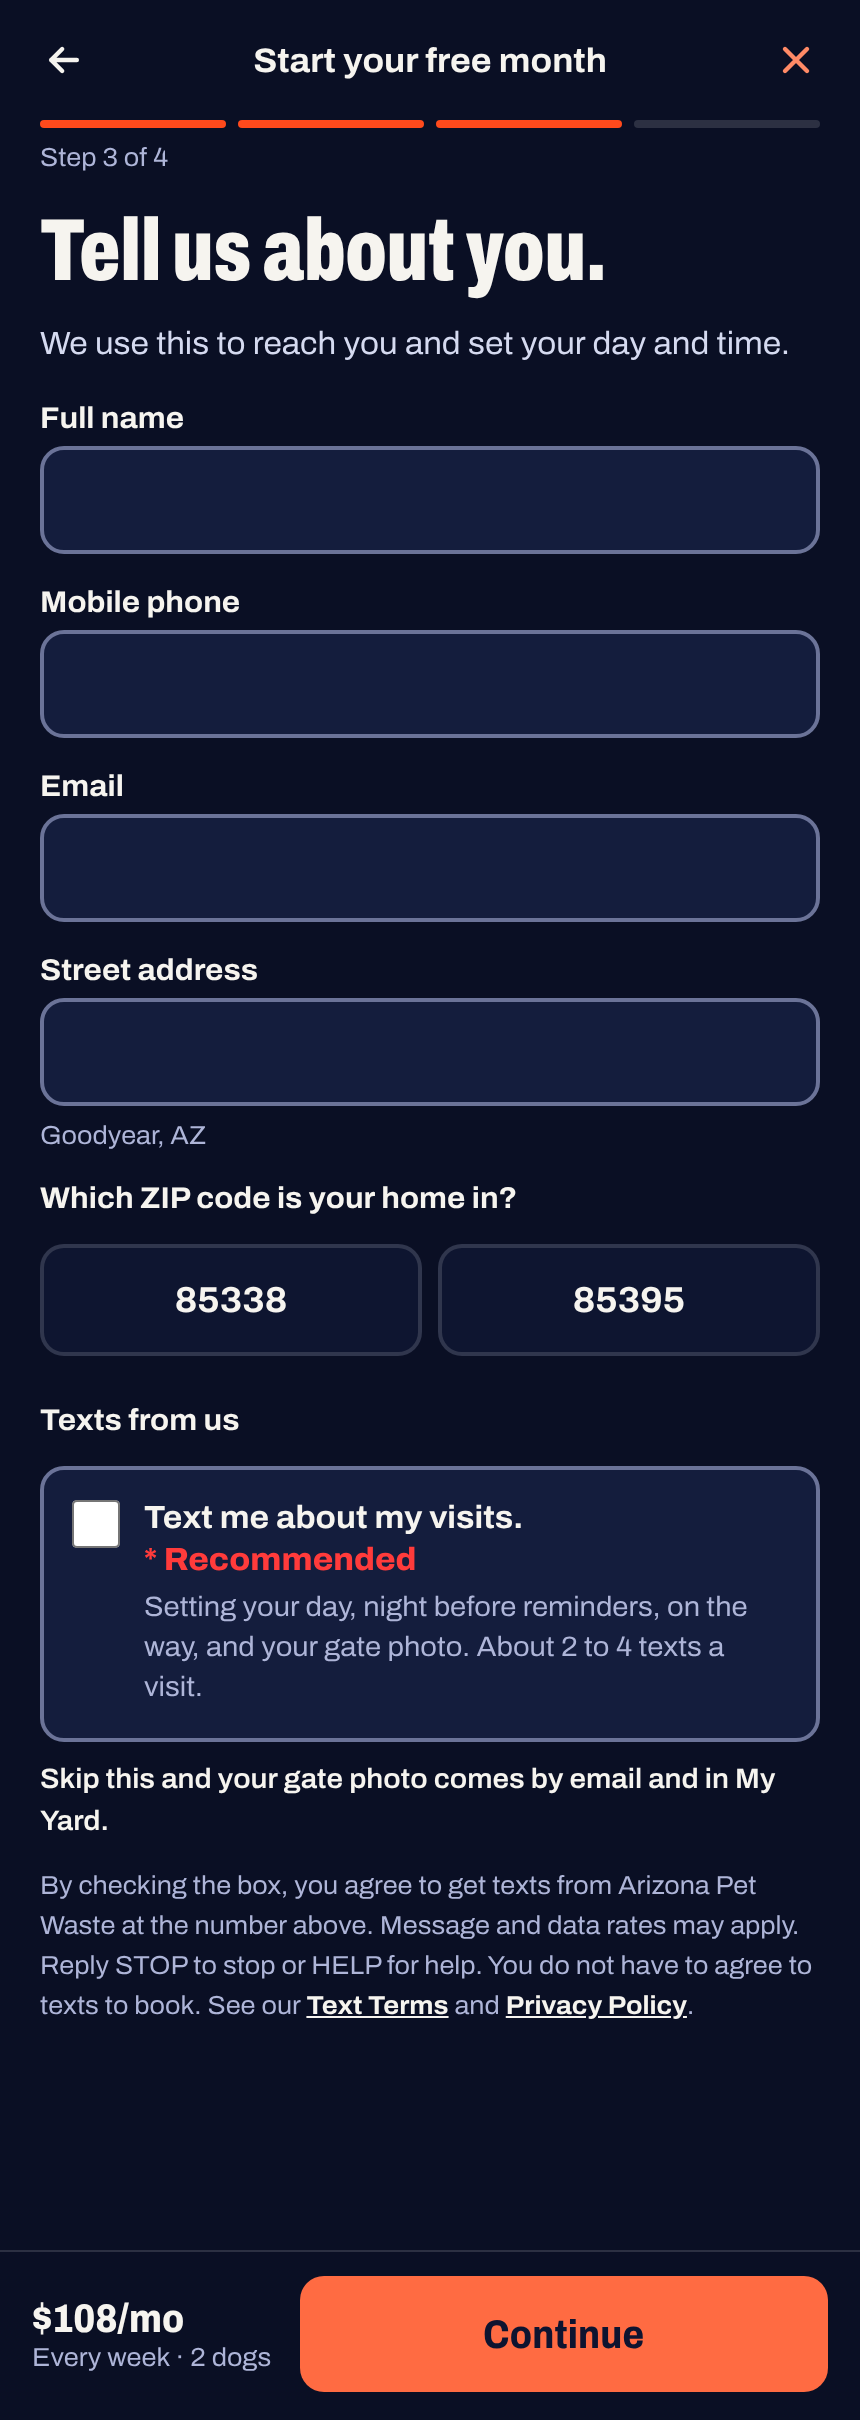 Start your free month
Step 3 of 4
Tell us about you.
We use this to reach you and set your day and time.
Full name
Mobile phone
Email
Street address
Goodyear, AZ
Which ZIP code is your home in?
85338
85395
Texts from us
Text me about my visits.
* Recommended
Setting your day, night before reminders, on the
way, and your gate photo. About 2 to 4 texts a
visit.
Skip this and your gate photo comes by email and in My
Yard.
By checking the box, you agree to get texts from Arizona Pet
Waste at the number above. Message and data rates may apply.
Reply STOP to stop or HELP for help. You do not have to agree to
texts to book. See our Text Terms and Privacy Policy.
$108/mo
Every week · 2 dogs
Continue